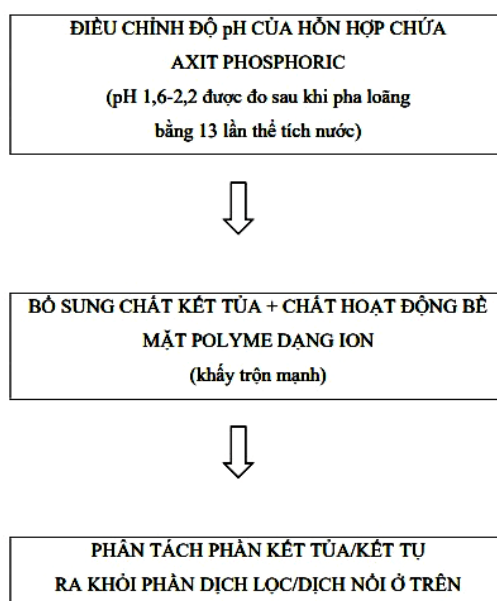 ĐIỀU CHỈNH ĐỘ pH CỦA HỖN HỢP CHỨA
AXIT PHOSPHORIC
(pH 1,6-2,2 được đo sau khi pha loãng
bằng 13 lần thể tích nước)
BỔ SUNG CHẤT KẾT TỦA + CHẤT HOẠT ĐỘNG BỀ
MẶT POLYME DẠNG ION
(khấy trộn mạnh)
PHÂN TÁCH PHẦN KẾT TỦA/KẾT TỤ
RA KHỎI PHẦN DỊCH LỌC/DỊCH NỔI Ở TRÊN